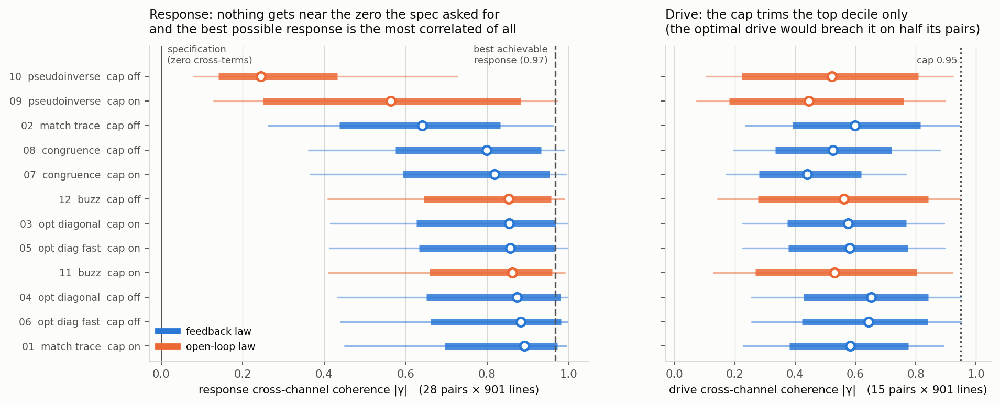 Response: nothing gets near the zero the spec asked for
and the best possible response is the most correlated of all
specification
(zero cross-terms)
best achievable
response (0.97)
10 pseudoinverse cap off
09 pseudoinverse cap on
02 match trace cap off
08 congruence cap off
07 congruence cap on
12 buzz cap off
03 opt diagonal cap on
05 opt diag fast cap on
11 buzz cap on
04 opt diagonal cap off
06 opt diag fast cap off
01 match trace cap on
feedback law
open-loop law
0.0 0.2 0.4 0.6 0.8 1.0
response cross-channel coherence |γ| (28 pairs × 901 lines)
Drive: the cap trims the top decile only
(the optimal drive would breach it on half its pairs)
cap 0.95
0.0 0.2 0.4 0.6 0.8 1.0
drive cross-channel coherence |γ| (15 pairs × 901 lines)